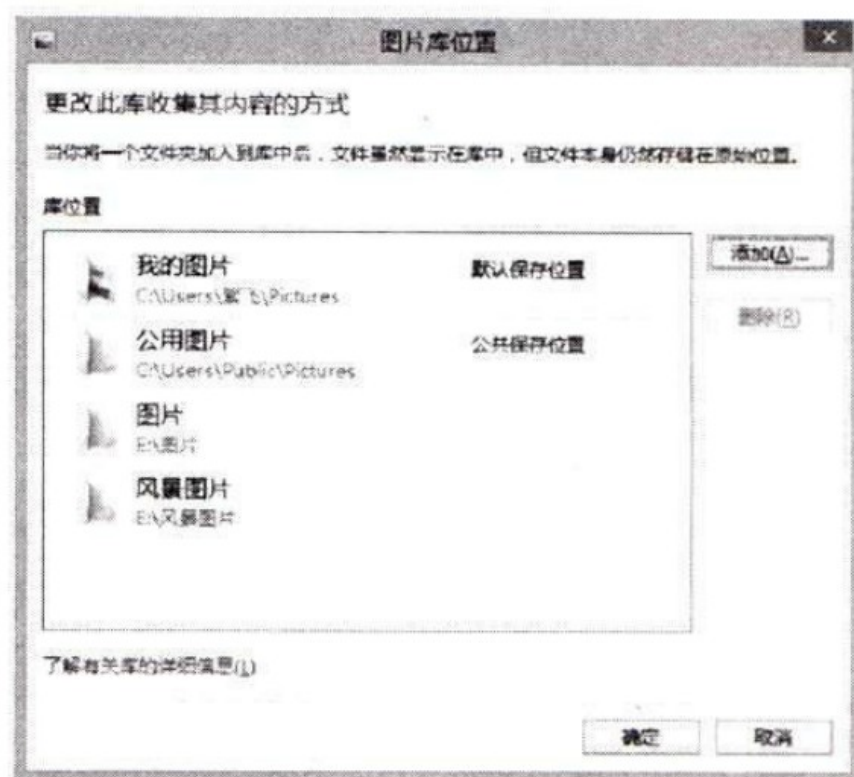 图片库位置
更改此库收集其内容的方式
当你将一个文件夹加入到库中后，文件虽然显示在库中，但文件本身仍然存储在原始位置。
库位置
我的图片 默认保存位置
C:\Users\ \Pictures
公用图片 公共保存位置
C:\Users\Public\Pictures
图片
E:\图片
风景图片
E:\风景图片
添加(A)...
删除(R)
了解有关库的详细信息(L)
确定 取消